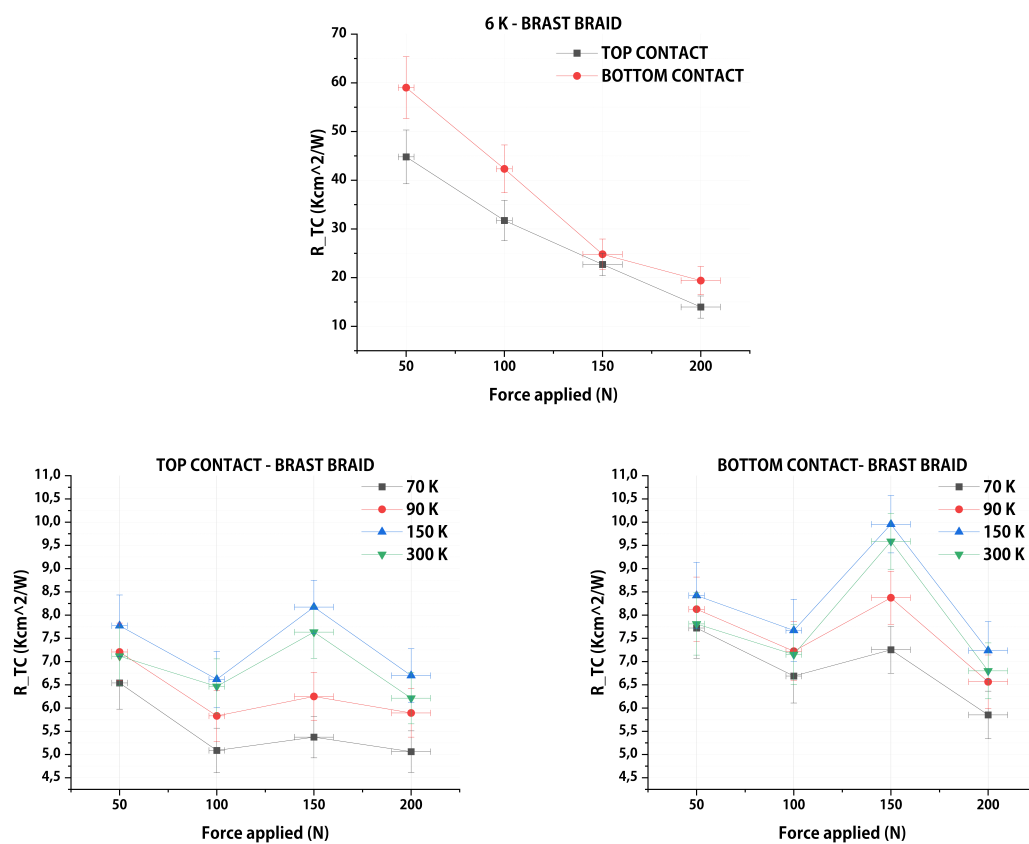 6 K - BRAST BRAID
TOP CONTACT
BOTTOM CONTACT
70
60
50
40
30
20
10
R_TC (Kcm^2/W)
50 100 150 200
Force applied (N)
TOP CONTACT - BRAST BRAID
70 K
90 K
150 K
300 K
11,0
10,5
10,0
9,5
9,0
8,5
8,0
7,5
7,0
6,5
6,0
5,5
5,0
4,5
R_TC (Kcm^2/W)
50 100 150 200
Force applied (N)
BOTTOM CONTACT- BRAST BRAID
70 K
90 K
150 K
300 K
11,0
10,5
10,0
9,5
9,0
8,5
8,0
7,5
7,0
6,5
6,0
5,5
5,0
4,5
R_TC (Kcm^2/W)
50 100 150 200
Force applied (N)